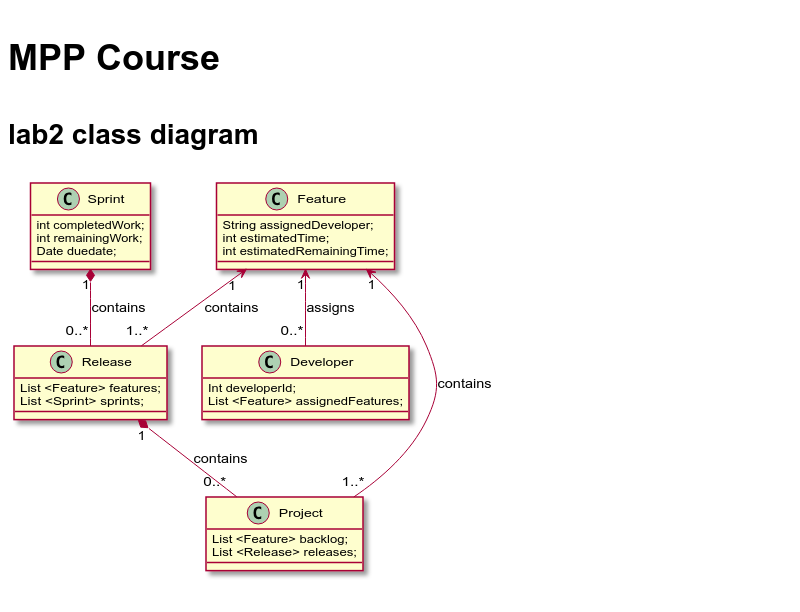 MPP Course
lab2 class diagram
C Sprint
int completedWork;
int remainingWork;
Date duedate;
C Feature
String assignedDeveloper;
int estimatedTime;
int estimatedRemainingTime;
1
1
1
1
contains
contains
assigns
0..*
1..*
0..*
C Release
List <Feature> features;
List <Sprint> sprints;
C Developer
Int developerId;
List <Feature> assignedFeatures;
contains
1
contains
0..*
1..*
C Project
List <Feature> backlog;
List <Release> releases;